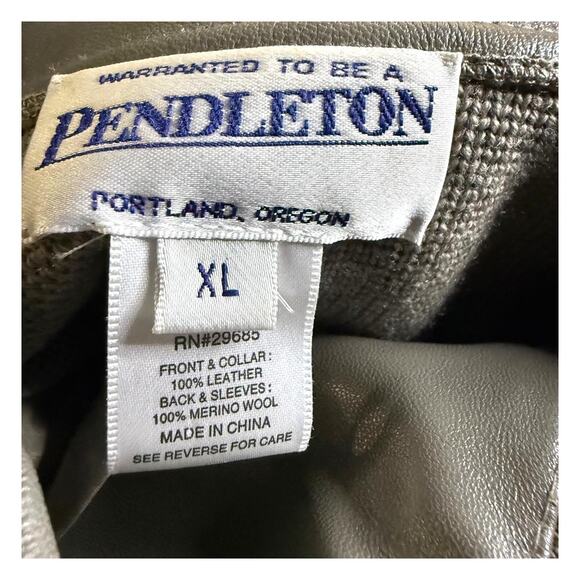 WARRANTED TO BE A
PENDLETON
PORTLAND, OREGON
XL
RN#29685
FRONT & COLLAR:
100% LEATHER
BACK & SLEEVES:
100% MERINO WOOL
MADE IN CHINA
SEE REVERSE FOR CARE